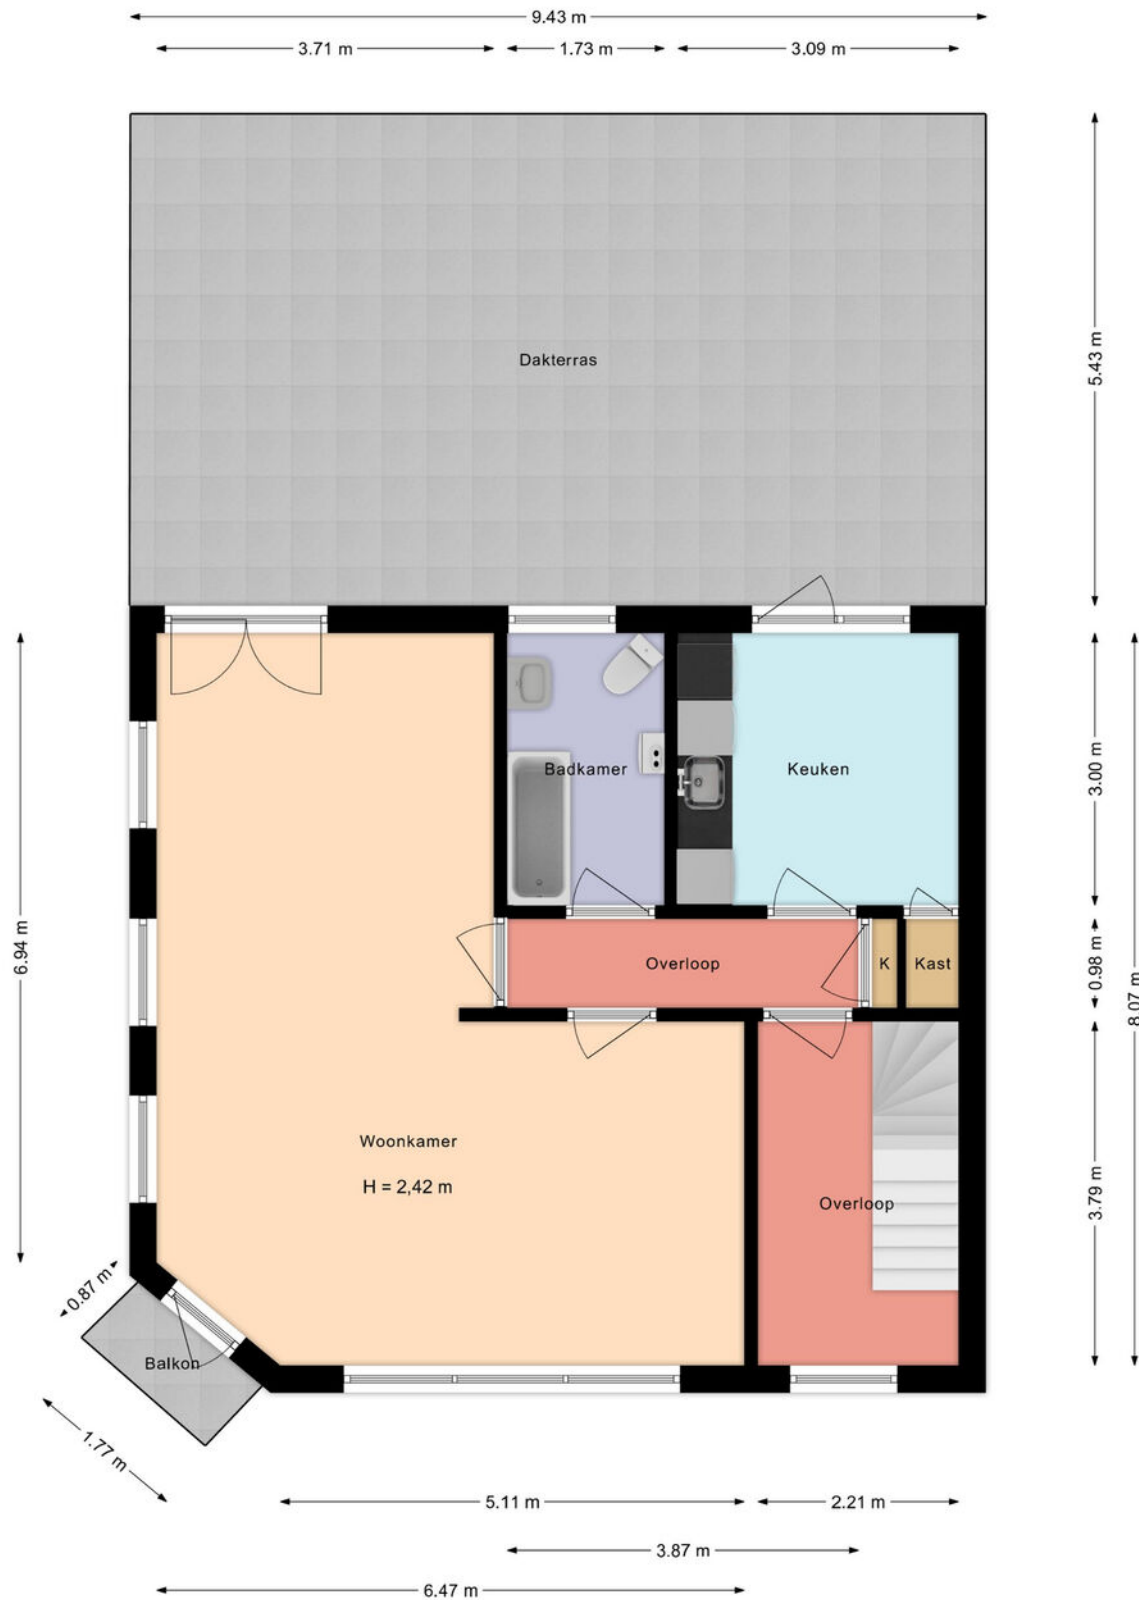 9.43 m
3.71 m
1.73 m
3.09 m
Dakterras
5.43 m
Badkamer
Keuken
3.00 m
6.94 m
Overloop
K
Kast
0.98 m
8.07 m
Woonkamer
H = 2,42 m
Overloop
3.79 m
0.87 m
Balkon
1.77 m
5.11 m
2.21 m
3.87 m
6.47 m